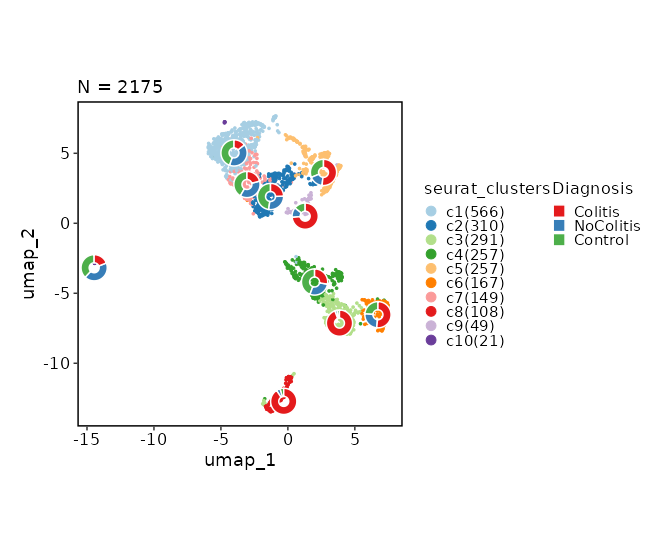 N = 2175
5
0
-5
-10
-15
-10
-5
0
5
umap_1
umap_2
seurat_clusters
c1(566)
c2(310)
c3(291)
c4(257)
c5(257)
c6(167)
c7(149)
c8(108)
c9(49)
c10(21)
Diagnosis
Colitis
NoColitis
Control